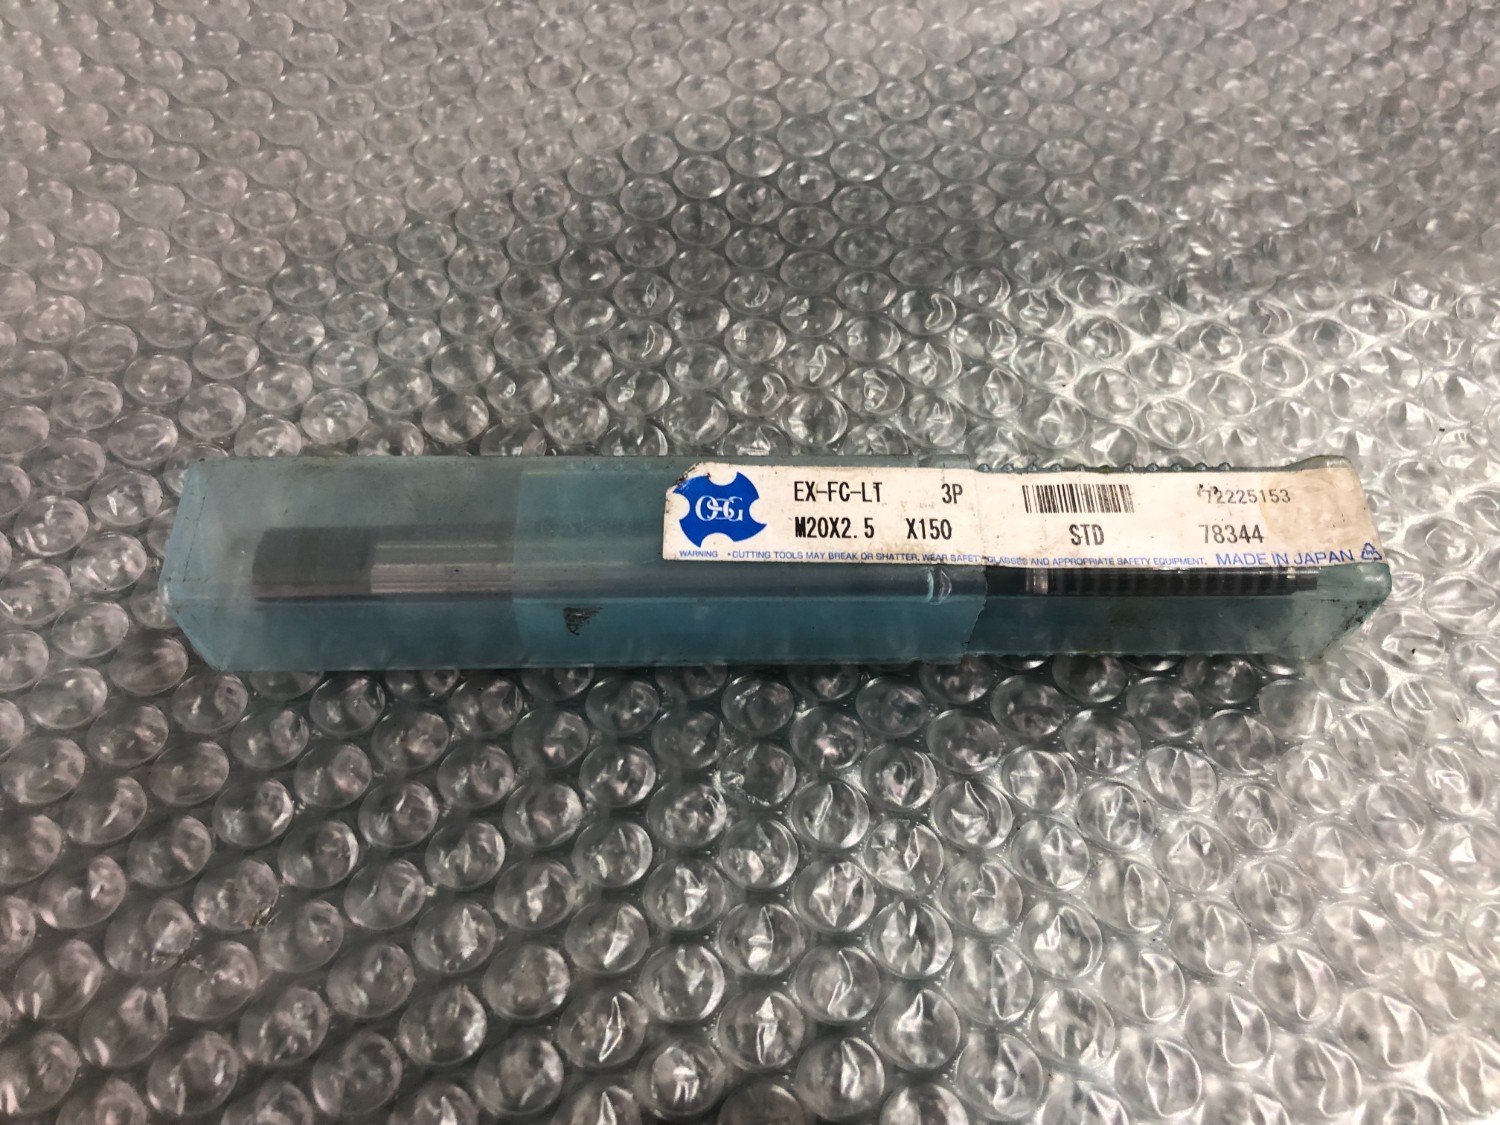 OSG
EX-FC-LT 3P 72225153
M20X2.5 X150 STD 78344
WARNING • CUTTING TOOLS MAY BREAK OR SHATTER. WEAR SAFETY GLASSES AND APPROPRIATE SAFETY EQUIPMENT. MADE IN JAPAN